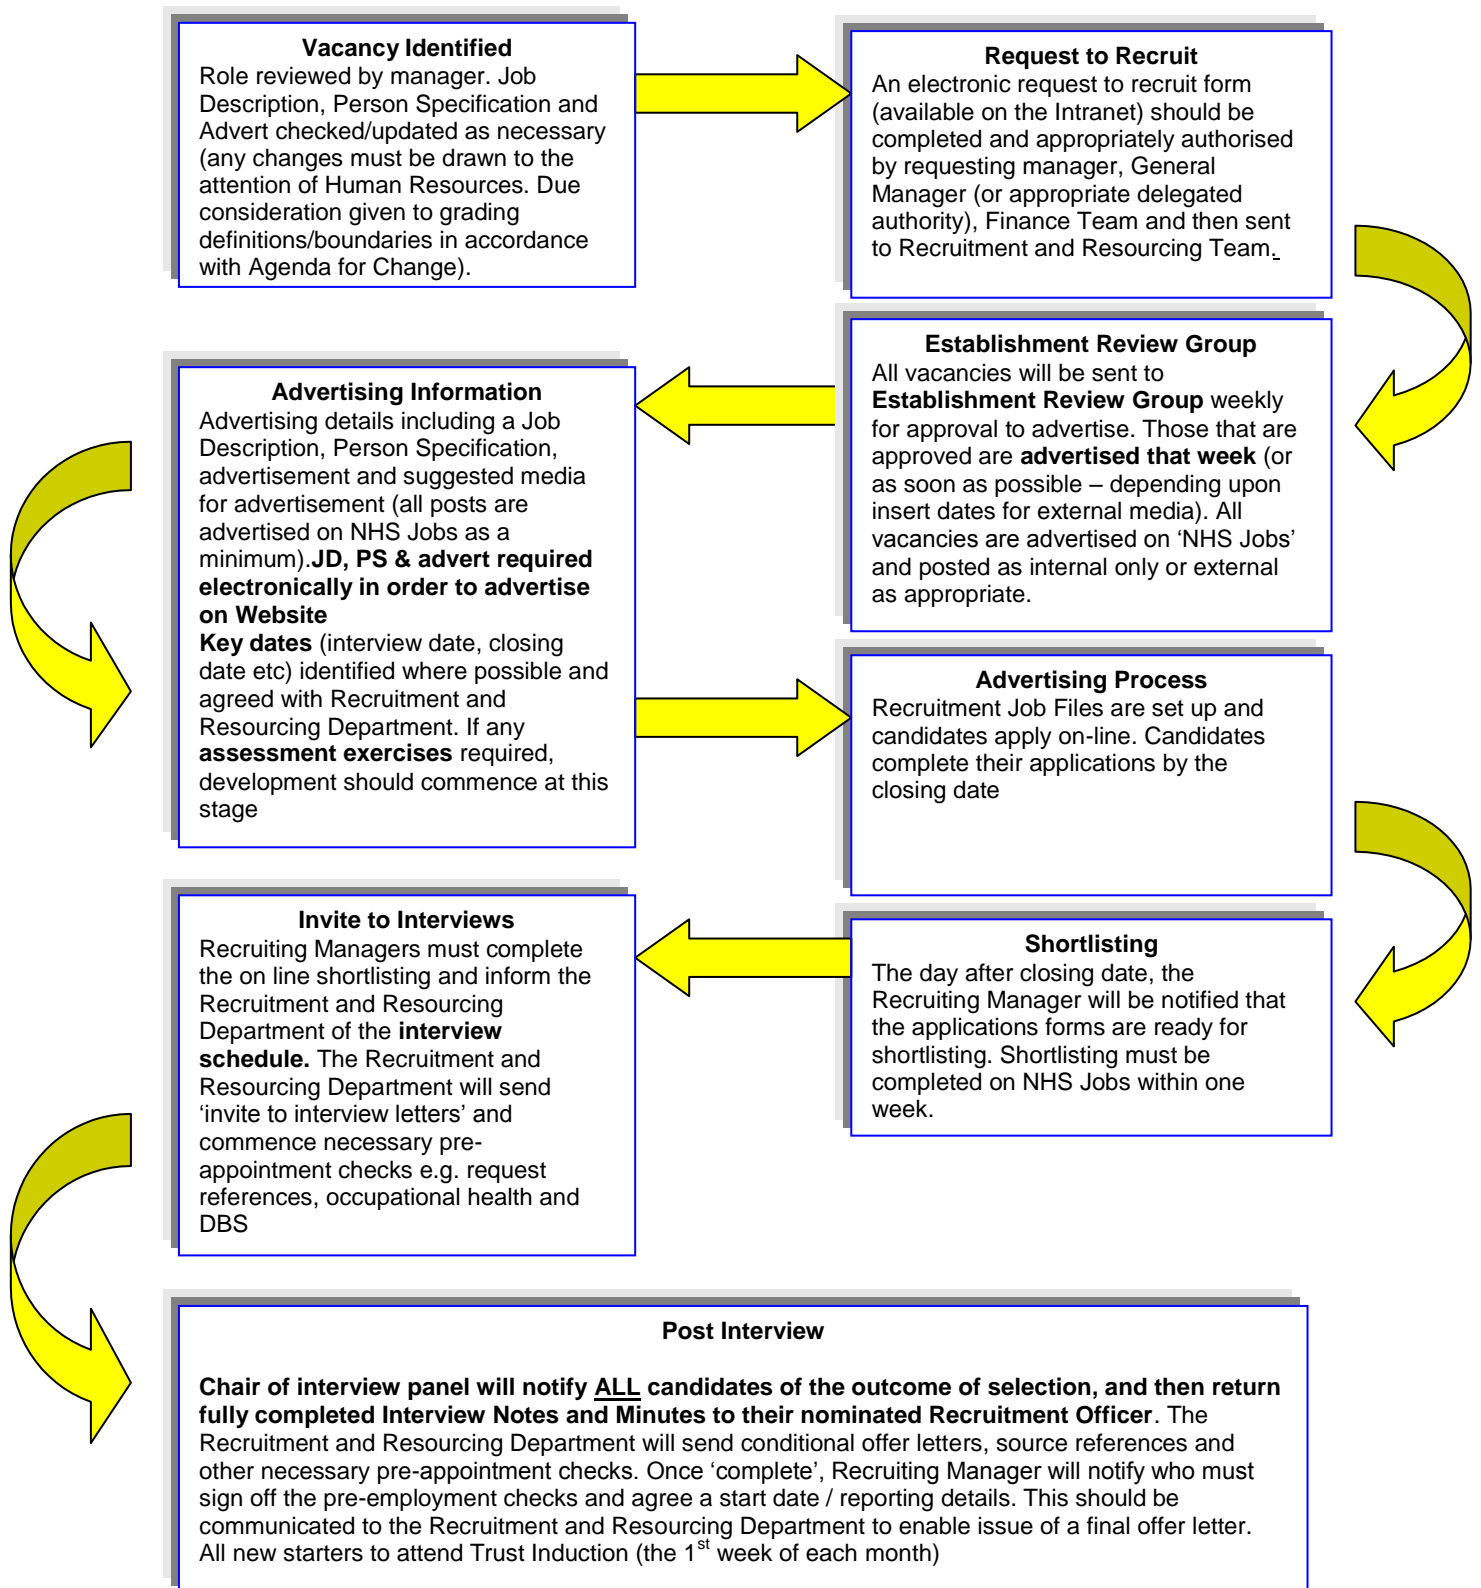 Vacancy Identified
Role reviewed by manager. Job
Description, Person Specification and
Advert checked/updated as necessary
(any changes must be drawn to the
attention of Human Resources. Due
consideration given to grading
definitions/boundaries in accordance
with Agenda for Change).
Request to Recruit
An electronic request to recruit form
(available on the Intranet) should be
completed and appropriately authorised
by requesting manager, General
Manager (or appropriate delegated
authority), Finance Team and then sent
to Recruitment and Resourcing Team.
Establishment Review Group
All vacancies will be sent to
Establishment Review Group weekly
for approval to advertise. Those that are
approved are advertised that week (or
as soon as possible – depending upon
insert dates for external media). All
vacancies are advertised on ‘NHS Jobs’
and posted as internal only or external
as appropriate.
Advertising Information
Advertising details including a Job
Description, Person Specification,
advertisement and suggested media
for advertisement (all posts are
advertised on NHS Jobs as a
minimum).JD, PS & advert required
electronically in order to advertise
on Website
Key dates (interview date, closing
date etc) identified where possible and
agreed with Recruitment and
Resourcing Department. If any
assessment exercises required,
development should commence at this
stage
Advertising Process
Recruitment Job Files are set up and
candidates apply on-line. Candidates
complete their applications by the
closing date
Shortlisting
The day after closing date, the
Recruiting Manager will be notified that
the applications forms are ready for
shortlisting. Shortlisting must be
completed on NHS Jobs within one
week.
Invite to Interviews
Recruiting Managers must complete
the on line shortlisting and inform the
Recruitment and Resourcing
Department of the interview
schedule. The Recruitment and
Resourcing Department will send
‘invite to interview letters’ and
commence necessary pre-
appointment checks e.g. request
references, occupational health and
DBS
Post Interview
Chair of interview panel will notify ALL candidates of the outcome of selection, and then return
fully completed Interview Notes and Minutes to their nominated Recruitment Officer. The
Recruitment and Resourcing Department will send conditional offer letters, source references and
other necessary pre-appointment checks. Once ‘complete’, Recruiting Manager will notify who must
sign off the pre-employment checks and agree a start date / reporting details. This should be
communicated to the Recruitment and Resourcing Department to enable issue of a final offer letter.
All new starters to attend Trust Induction (the 1st week of each month)